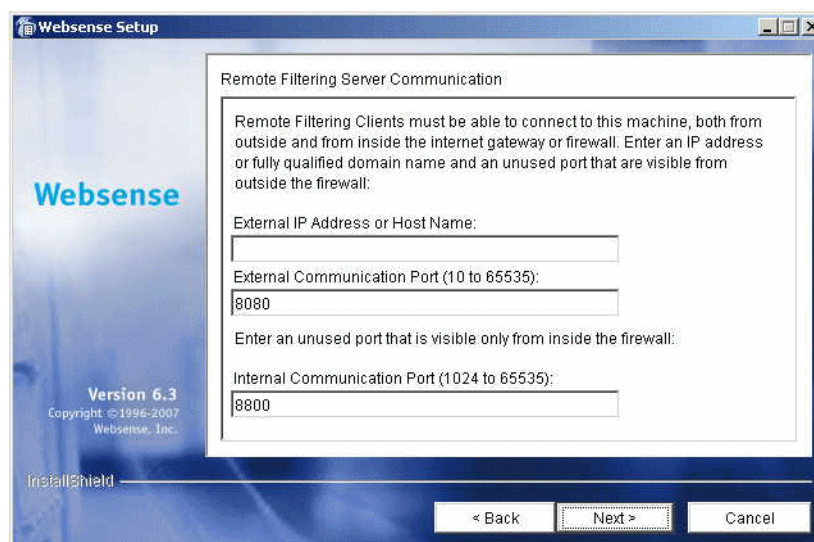 Websense Setup
Remote Filtering Server Communication
Remote Filtering Clients must be able to connect to this machine, both from
outside and from inside the internet gateway or firewall. Enter an IP address
or fully qualified domain name and an unused port that are visible from
outside the firewall:
Websense
External IP Address or Host Name:
External Communication Port (10 to 65535):
8080
Enter an unused port that is visible only from inside the firewall:
Internal Communication Port (1024 to 65535):
8800
Version 6.3
Copyright ©1996-2007
Websense, Inc.
InstallShield
< Back
Next >
Cancel